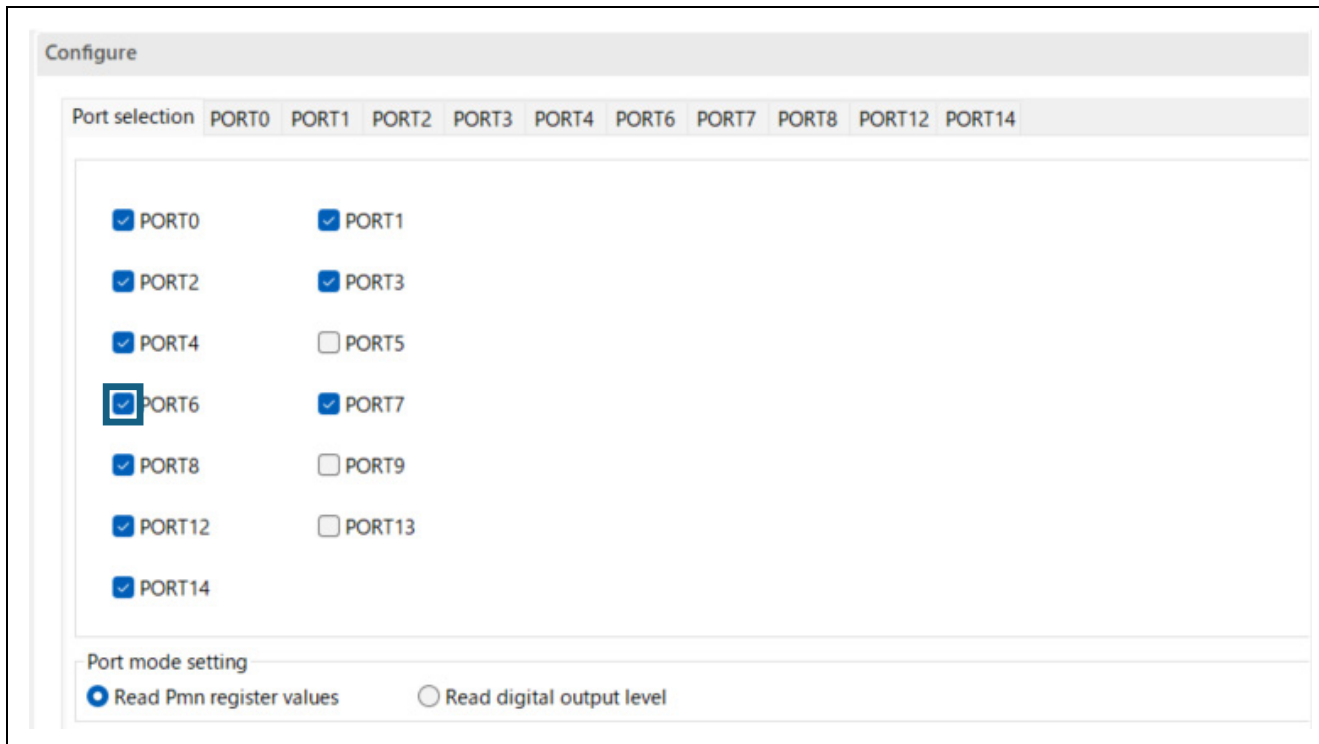 Configure
Port selection PORT0 PORT1 PORT2 PORT3 PORT4 PORT6 PORT7 PORT8 PORT12 PORT14
PORT0 PORT1
PORT2 PORT3
PORT4 PORT5
PORT6 PORT7
PORT8 PORT9
PORT12 PORT13
PORT14
Port mode setting
Read Pmn register values Read digital output level